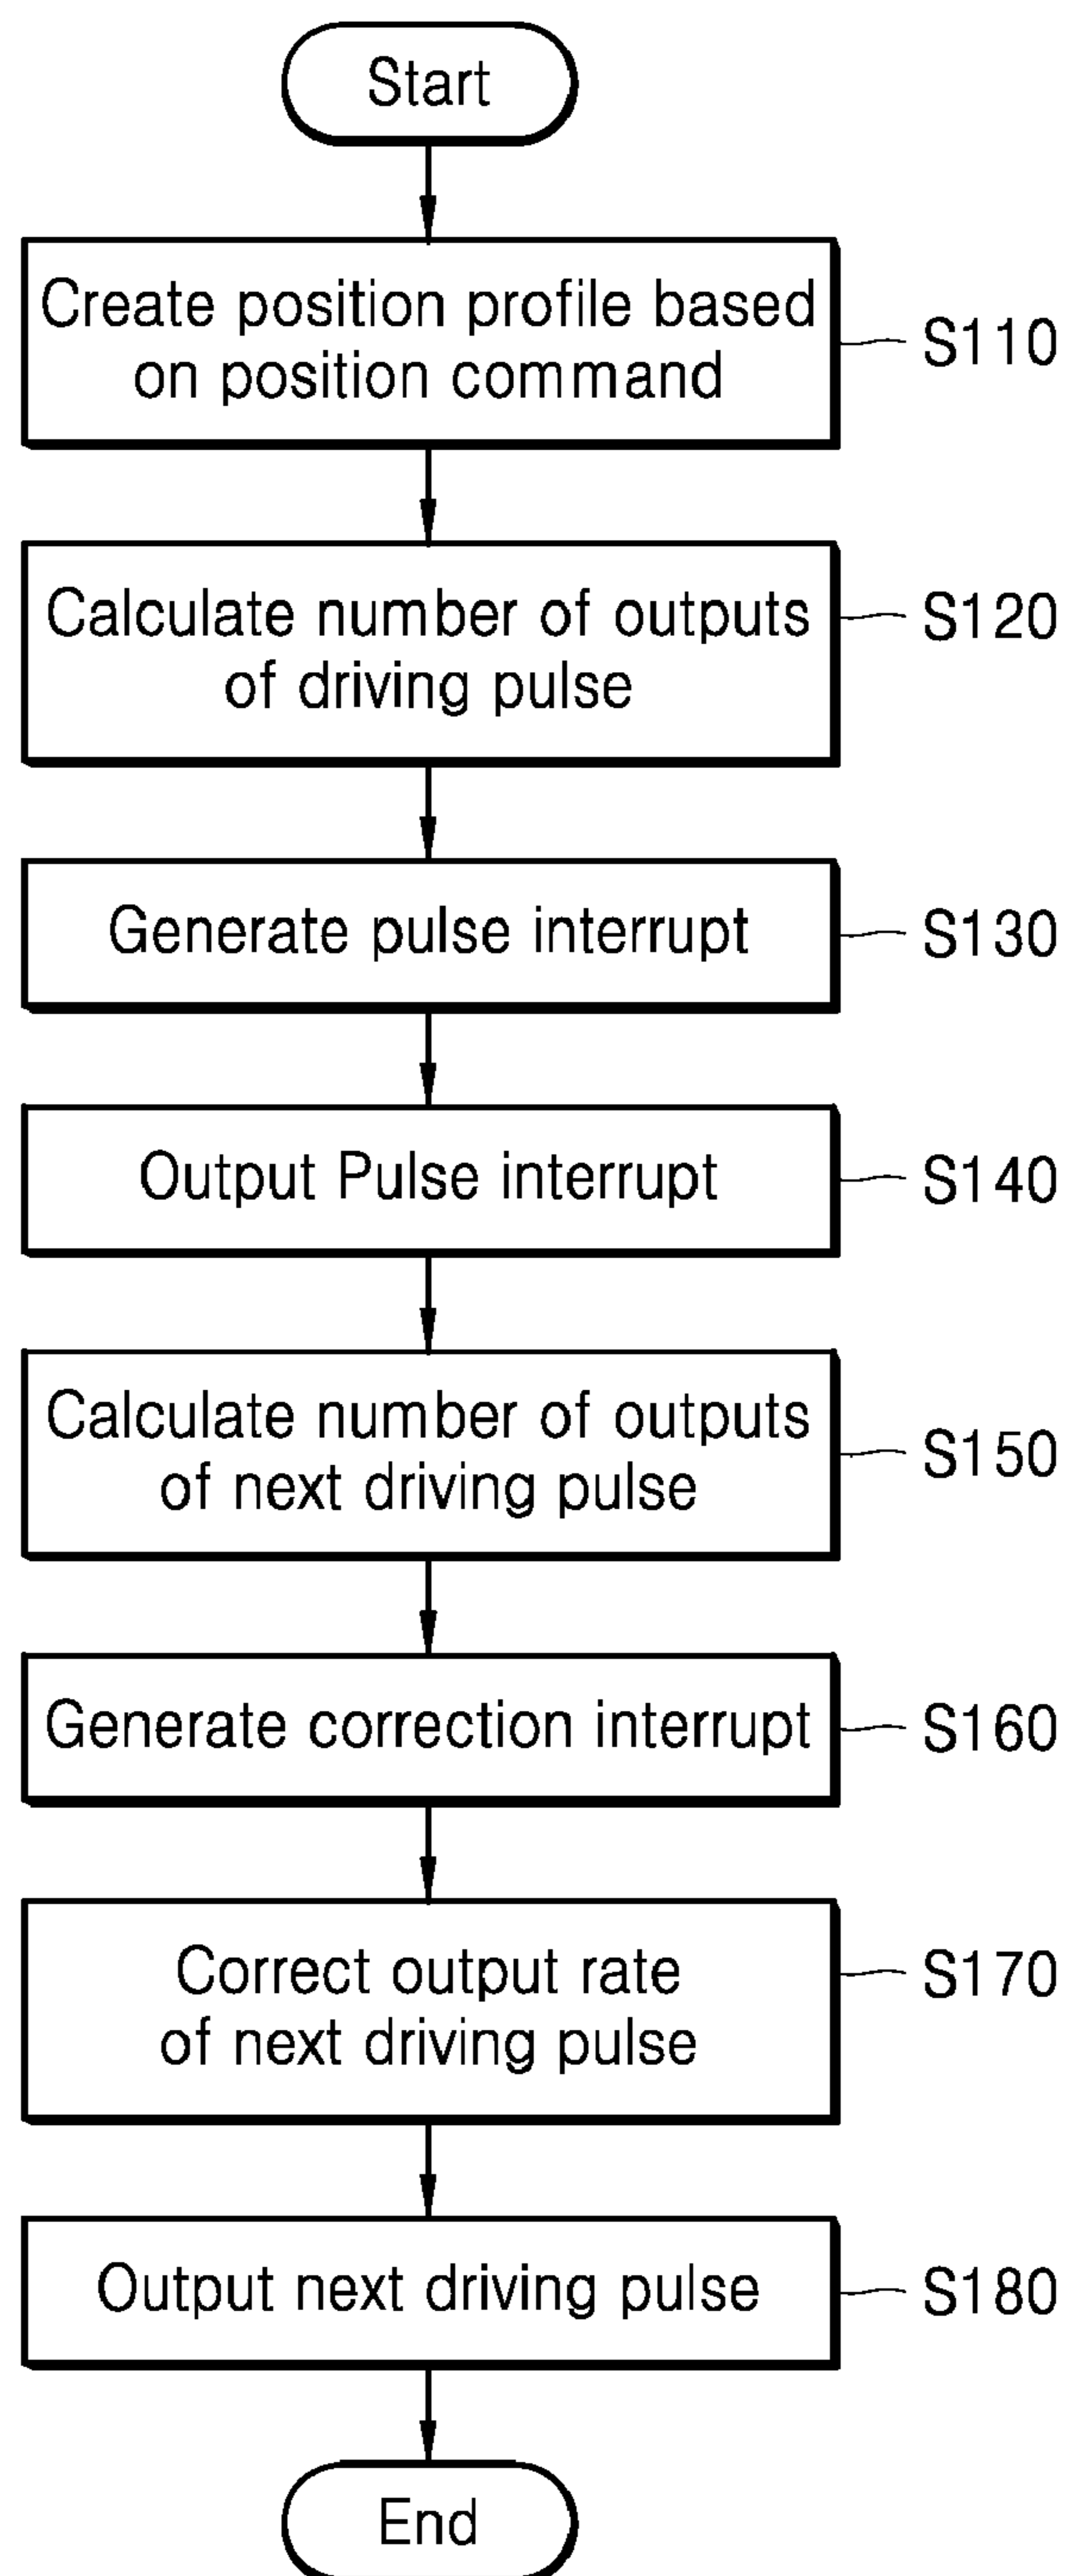 Start
Create position profile based
on position command
S110
Calculate number of outputs
of driving pulse
S120
Generate pulse interrupt
S130
Output Pulse interrupt
S140
Calculate number of outputs
of next driving pulse
S150
Generate correction interrupt
S160
Correct output rate
of next driving pulse
S170
Output next driving pulse
S180
End